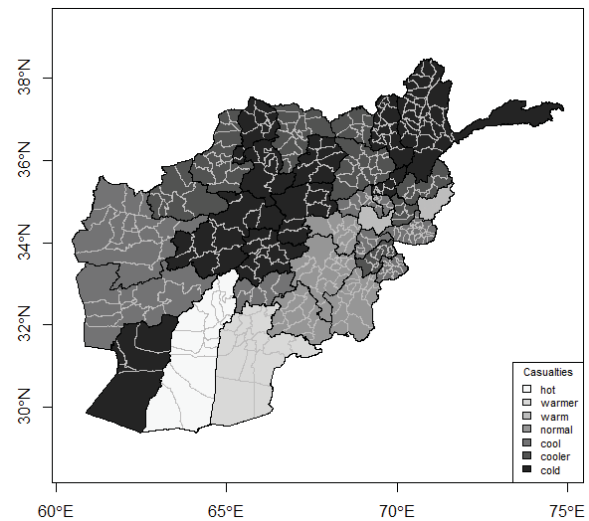 38°N
36°N
34°N
32°N
30°N
Casualties
hot
warmer
warm
normal
cool
cooler
cold
60°E
65°E
70°E
75°E